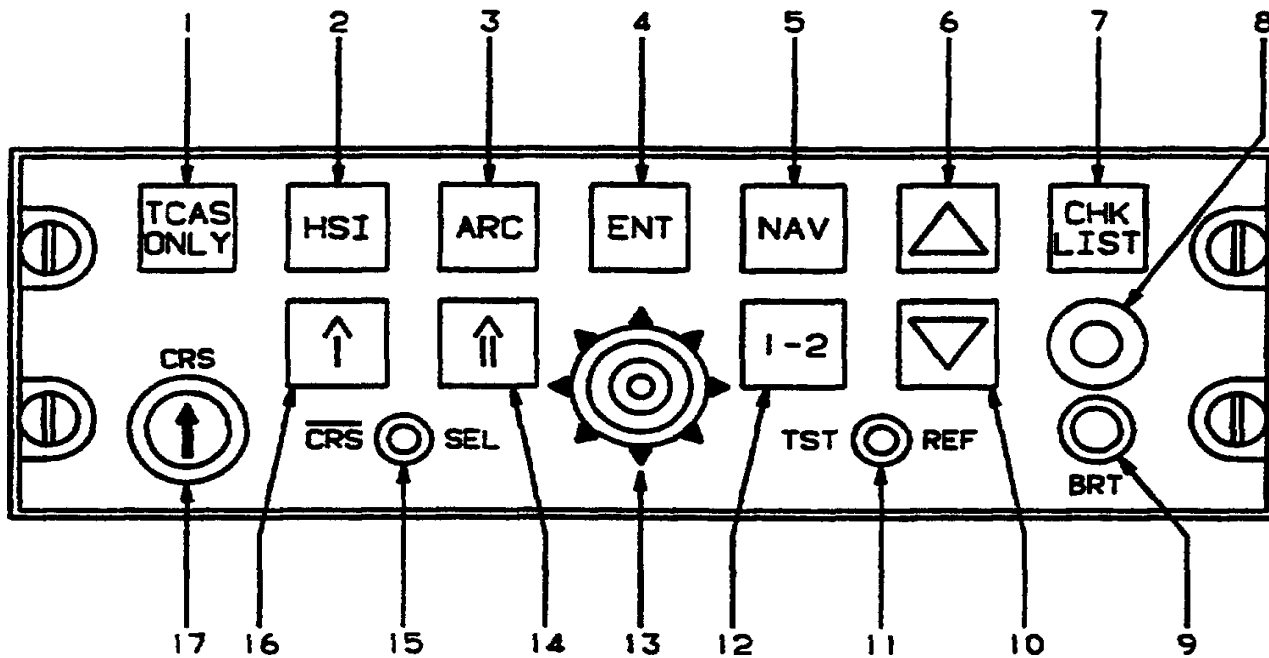 1 2 3 4 5 6 7 8
TCAS ONLY HSI ARC ENT NAV CHK LIST
1-2
CRS
CRS SEL TST REF
BRT
17 16 15 14 13 12 11 10 9